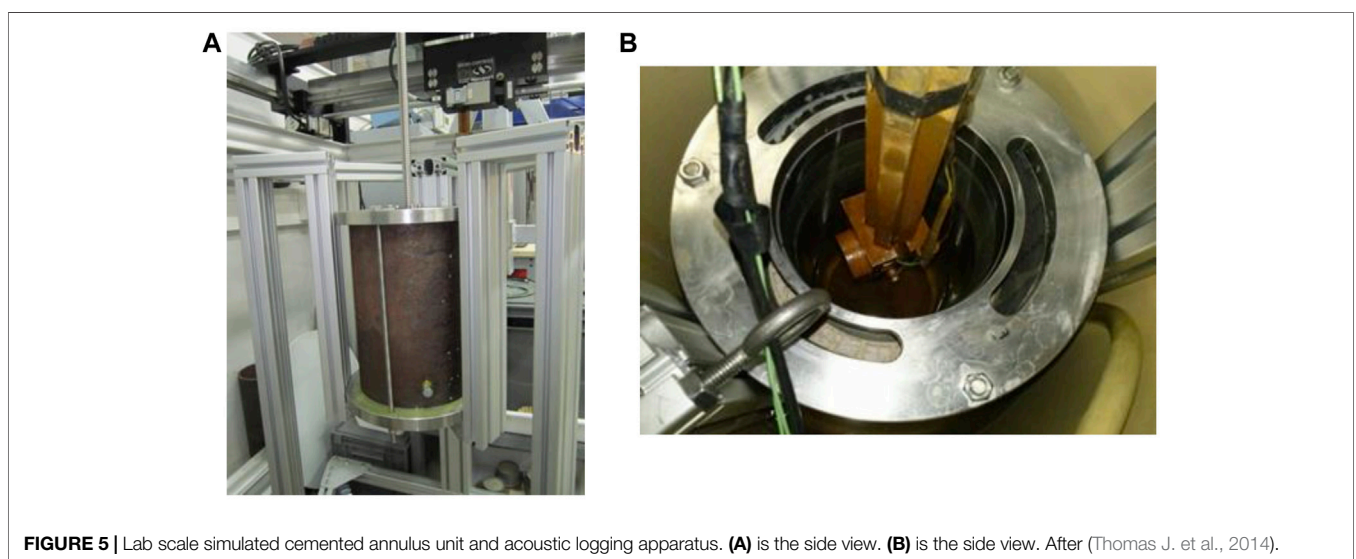 A
B
FIGURE 5 | Lab scale simulated cemented annulus unit and acoustic logging apparatus. (A) is the side view. (B) is the side view. After (Thomas J. et al., 2014).